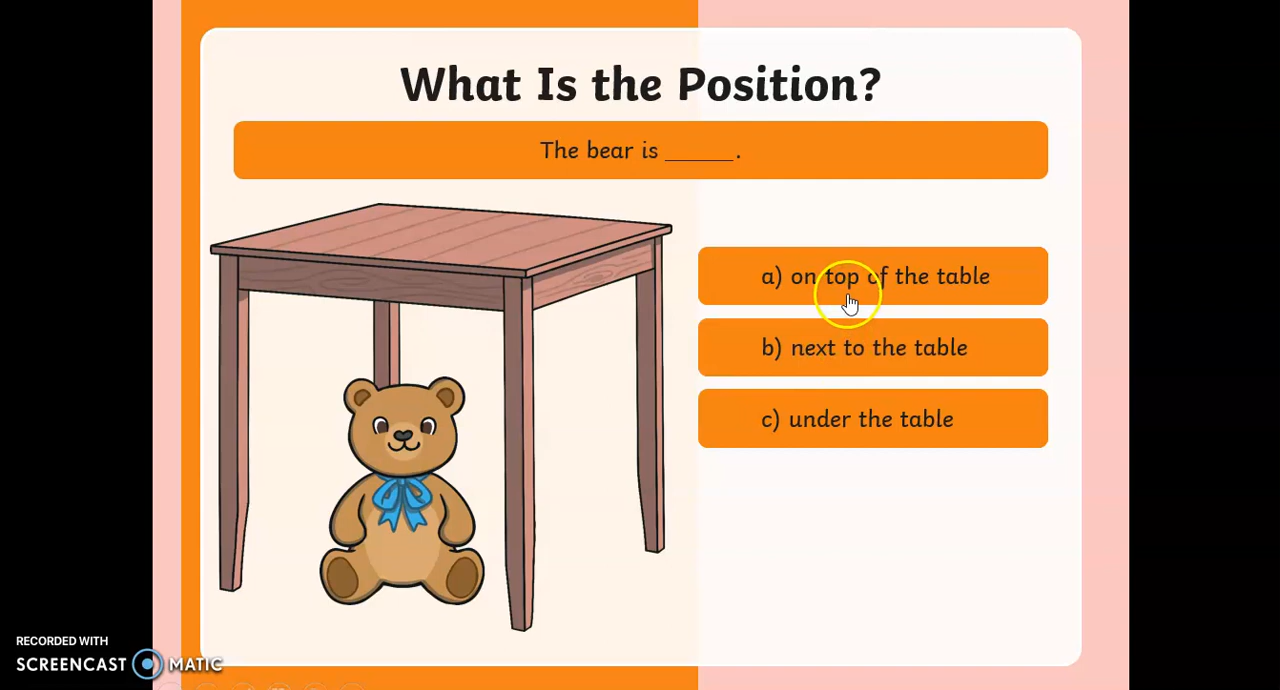 What Is the Position?
The bear is ______.
a) on top of the table
b) next to the table
c) under the table
RECORDED WITH
SCREENCAST MATIC